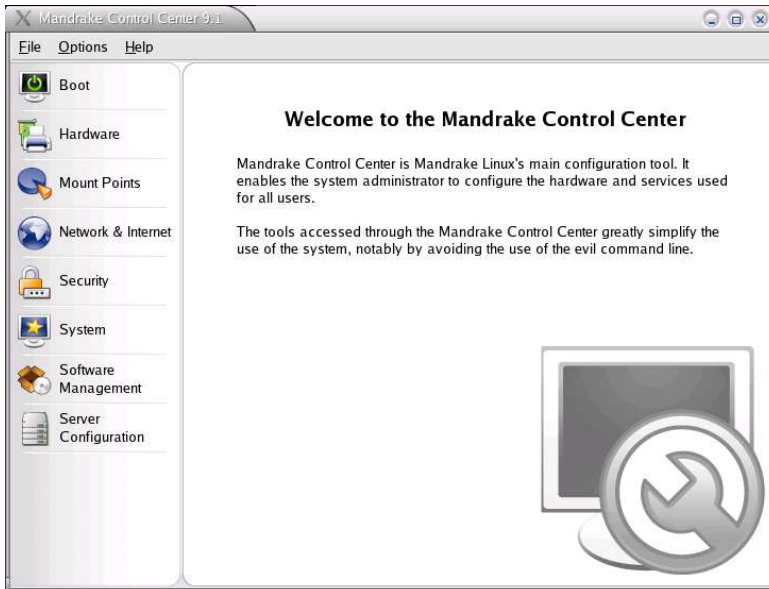 Mandrake Control Center 9.1
File Options Help
Boot
Hardware
Mount Points
Network & Internet
Security
System
Software
Management
Server
Configuration
Welcome to the Mandrake Control Center
Mandrake Control Center is Mandrake Linux's main configuration tool. It
enables the system administrator to configure the hardware and services used
for all users.
The tools accessed through the Mandrake Control Center greatly simplify the
use of the system, notably by avoiding the use of the evil command line.